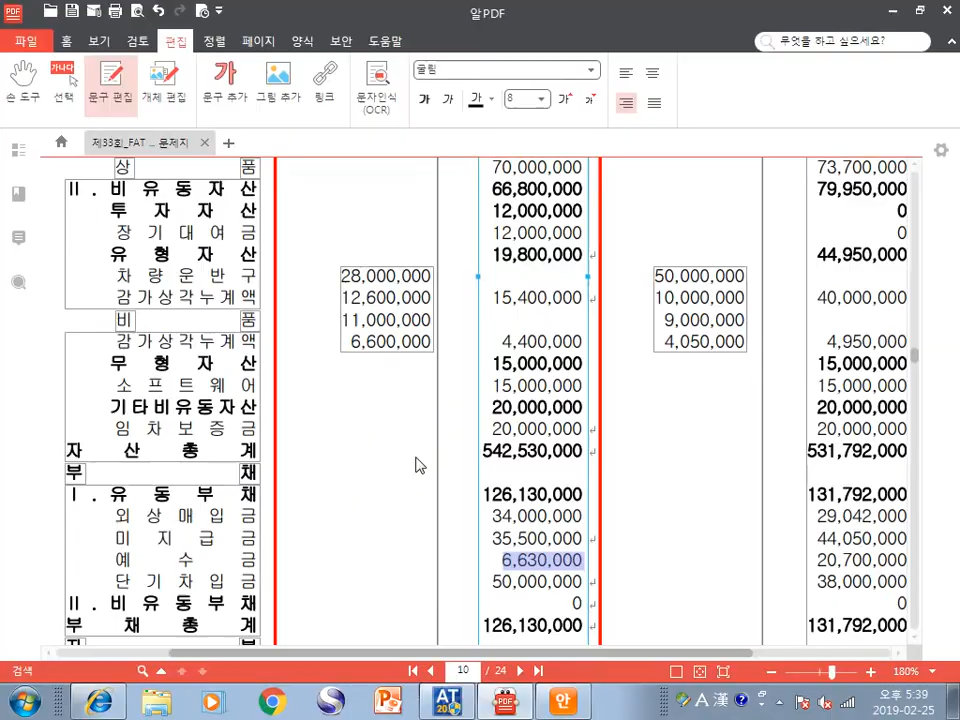 PDF
알PDF
파일 홈 보기 검토 편집 정렬 페이지 양식 보안 도움말
무엇을 하고 싶으세요?
가나다
손 도구 선택 문구 편집 개체 편집 문구 추가 그림 추가 링크 문자인식 (OCR)
굴림
가 가 가 8 가 가
제33회_FAT ... 문제지
상 품 70,000,000 73,700,000
II . 비 유 동 자 산 66,800,000 79,950,000
투 자 자 산 12,000,000 0
장 기 대 여 금 12,000,000 0
유 형 자 산 19,800,000 44,950,000
차 량 운 반 구 28,000,000 50,000,000
감 가 상 각 누 계 액 12,600,000 15,400,000 10,000,000 40,000,000
비 품 11,000,000 9,000,000
감 가 상 각 누 계 액 6,600,000 4,400,000 4,050,000 4,950,000
무 형 자 산 15,000,000 15,000,000
소 프 트 웨 어 15,000,000 15,000,000
기 타 비 유 동 자 산 20,000,000 20,000,000
임 차 보 증 금 20,000,000 20,000,000
자 산 총 계 542,530,000 531,792,000
부 채
I . 유 동 부 채 126,130,000 131,792,000
외 상 매 입 금 34,000,000 29,042,000
미 지 급 금 35,500,000 44,050,000
예 수 금 6,630,000 20,700,000
단 기 차 입 금 50,000,000 38,000,000
II . 비 유 동 부 채 0 0
부 채 총 계 126,130,000 131,792,000
검색 10 / 24 180%
AT 20 PDF 안 A 漢 오후 5:39
2019-02-25